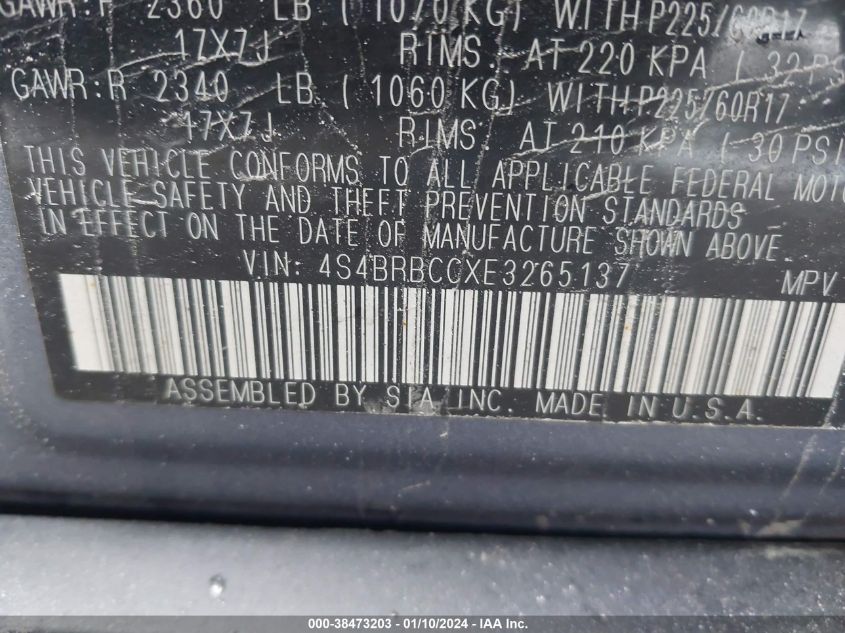 GAWR:F 2360 LB ( 1070 KG) WITH P225/60R17
17X7J RIMS AT 220 KPA ( 32 PSI
GAWR:R 2340 LB ( 1060 KG) WITH P225/60R17
17X7J RIMS AT 210 KPA ( 30 PSI
THIS VEHICLE CONFORMS TO ALL APPLICABLE FEDERAL MOTO
VEHICLE SAFETY AND THEFT PREVENTION STANDARDS
IN EFFECT ON THE DATE OF MANUFACTURE SHOWN ABOVE.
VIN: 4S4BRBCCXE3265137 MPV
ASSEMBLED BY SIA INC. MADE IN U.S.A.
000-38473203 - 01/10/2024 - IAA Inc.